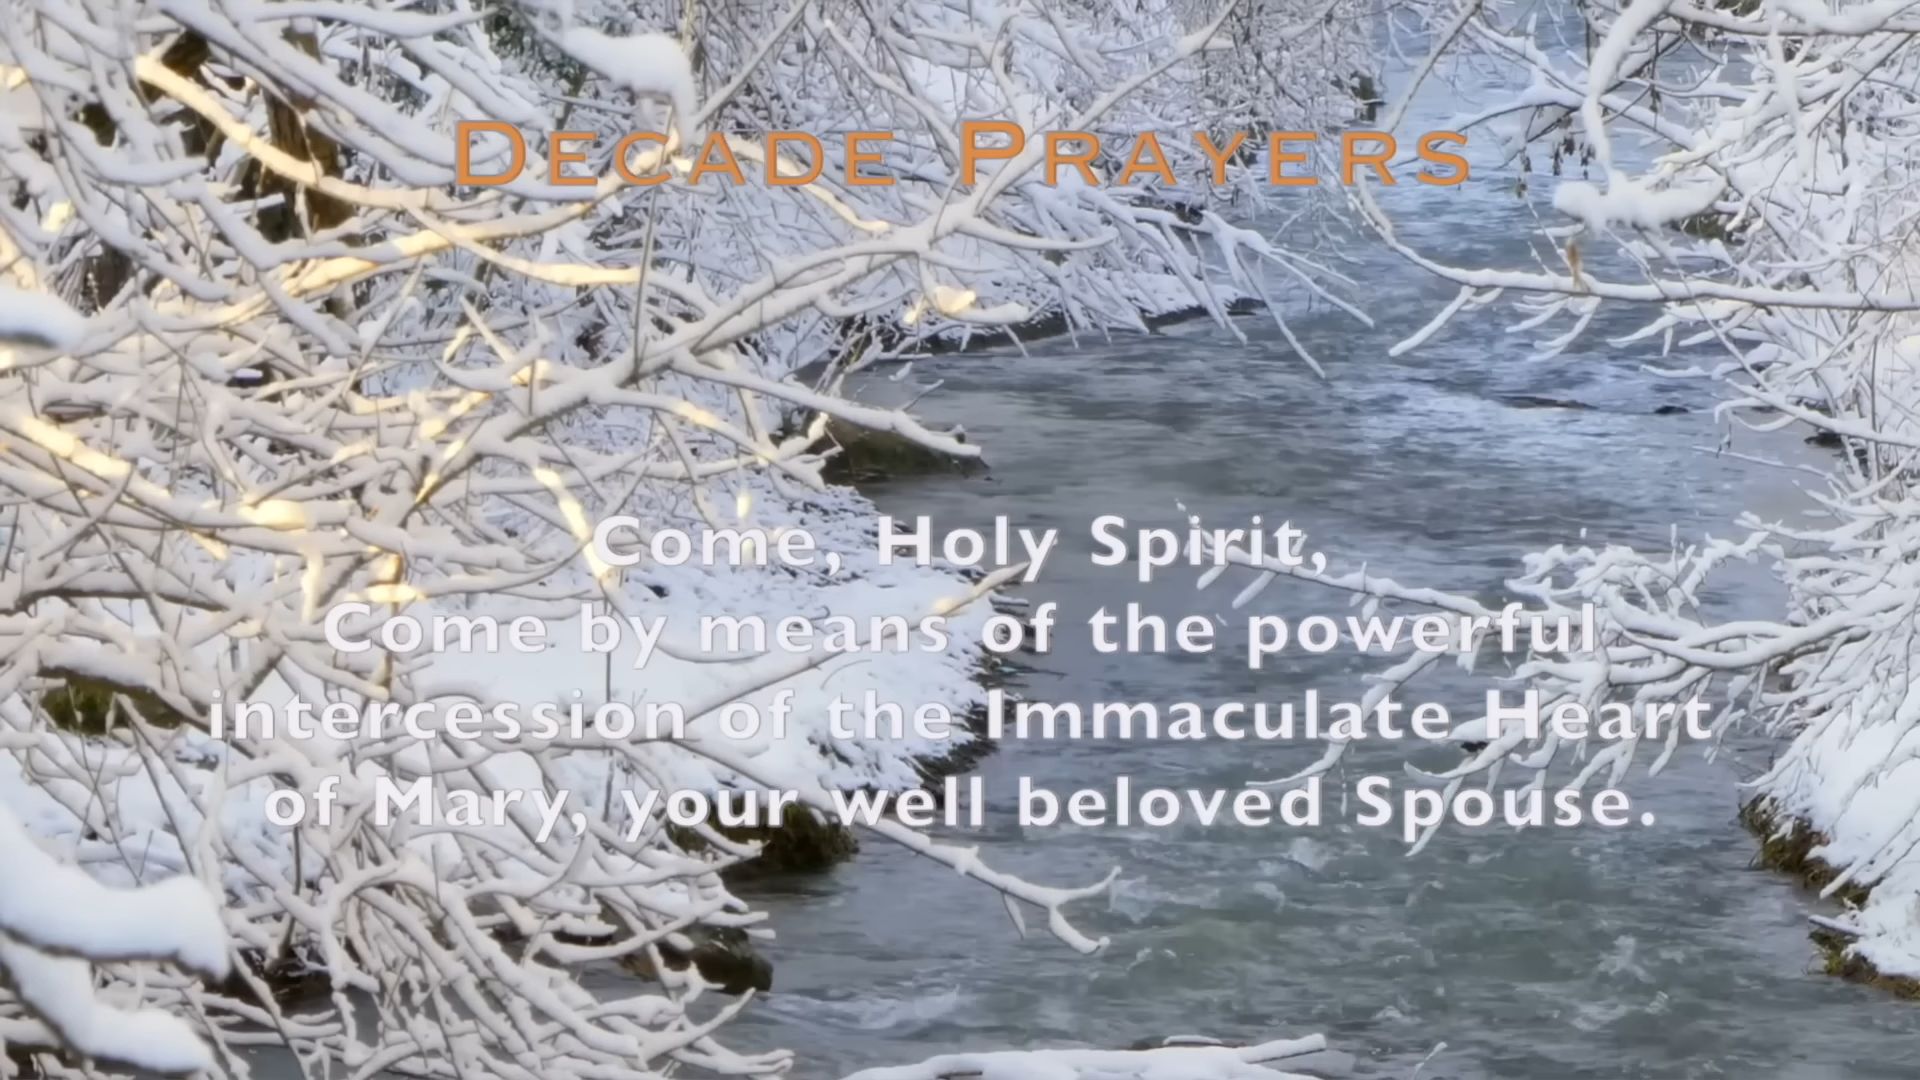 Decade Prayers
Come, Holy Spirit,
Come by means of the powerful
intercession of the Immaculate Heart
of Mary, your well beloved Spouse.